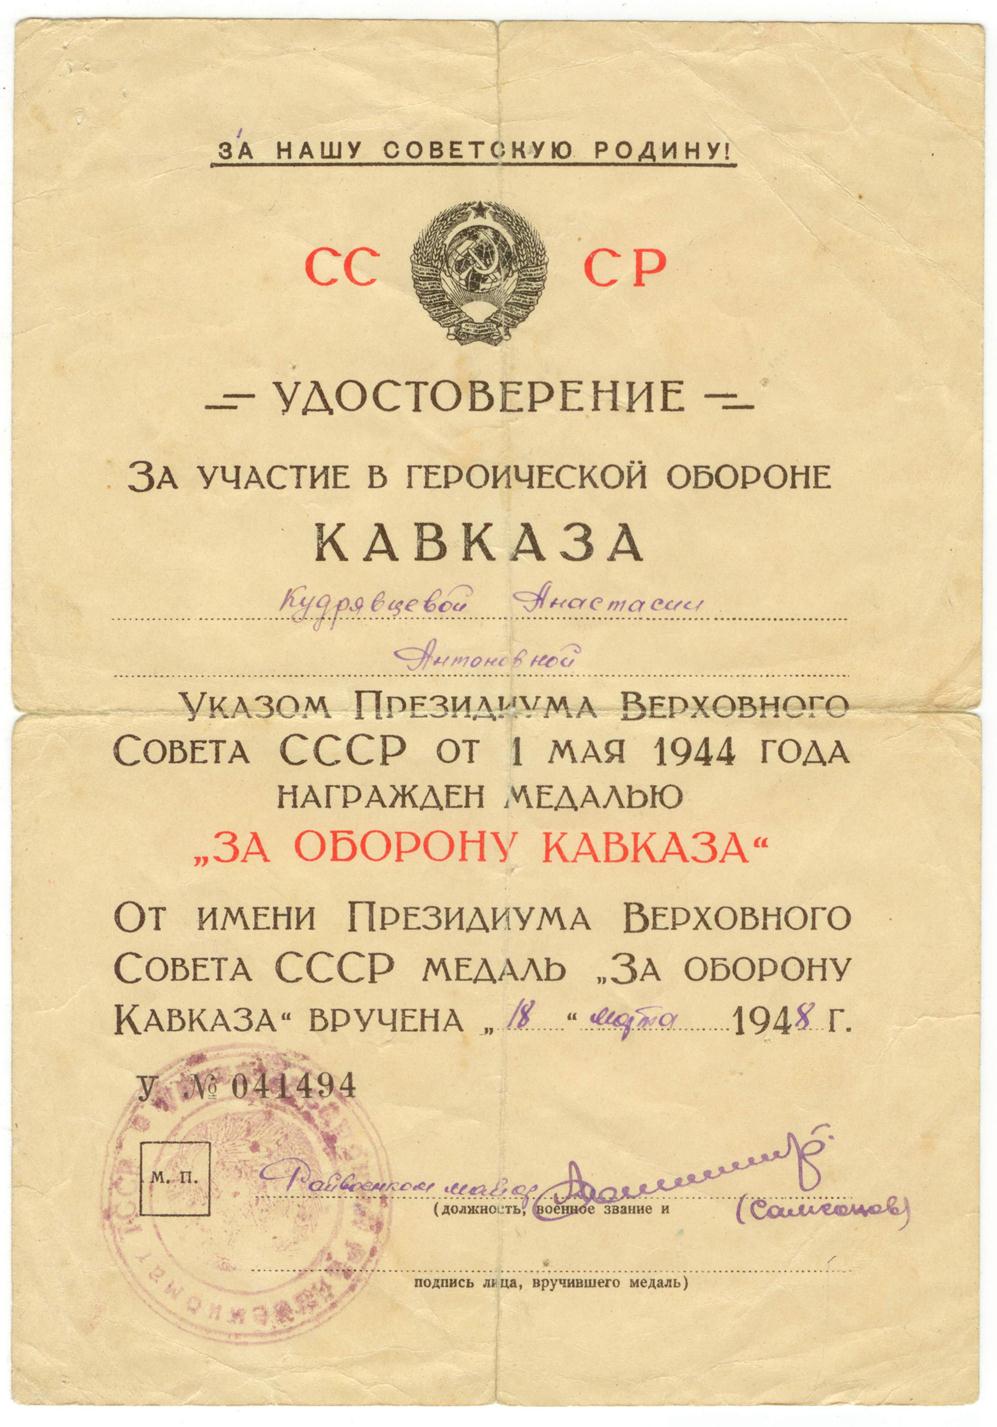 ЗА НАШУ СОВЕТСКУЮ РОДИНУ!
СС СР
УДОСТОВЕРЕНИЕ
ЗА УЧАСТИЕ В ГЕРОИЧЕСКОЙ ОБОРОНЕ
КАВКАЗА
Кудрявцевой Анастасии
Антоновной
УКАЗОМ ПРЕЗИДИУМА ВЕРХОВНОГО
СОВЕТА СССР ОТ 1 МАЯ 1944 ГОДА
НАГРАЖДЕН МЕДАЛЬЮ
„ЗА ОБОРОНУ КАВКАЗА“
ОТ ИМЕНИ ПРЕЗИДИУМА ВЕРХОВНОГО
СОВЕТА СССР МЕДАЛЬ „ЗА ОБОРОНУ
КАВКАЗА“ ВРУЧЕНА „18“ марта 1948 Г.
У № 041494
М. П.
Райвоенком майор
(должность, военное звание и
подпись лица, вручившего медаль)